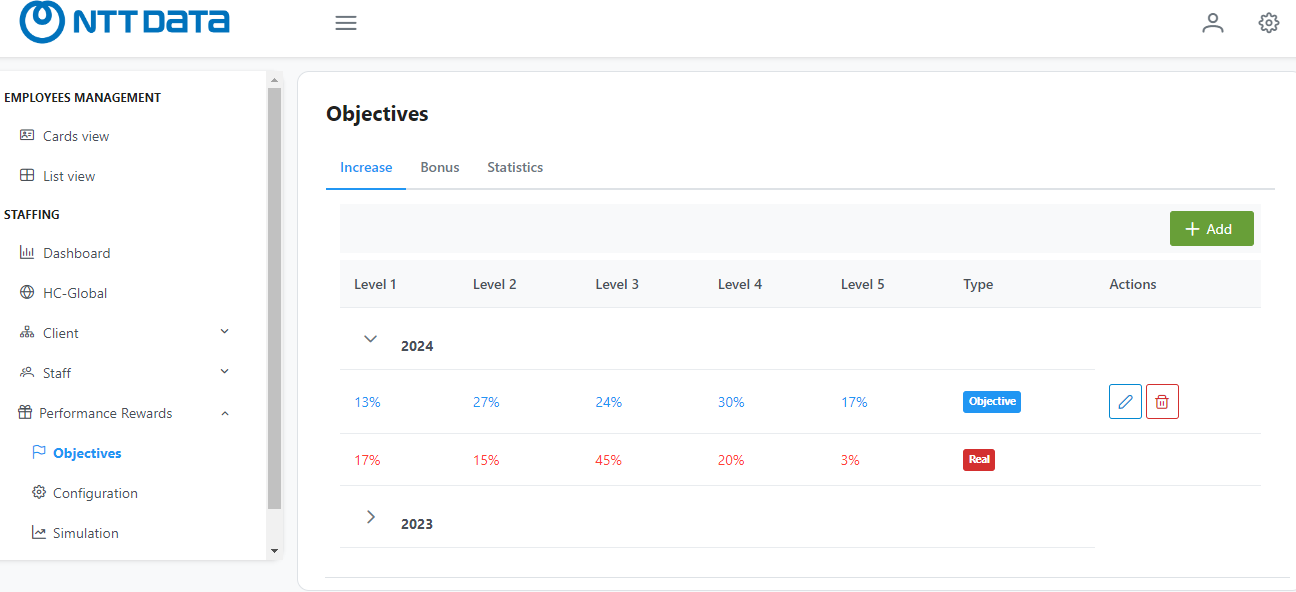 NTT DATA
EMPLOYEES MANAGEMENT
Cards view
List view
STAFFING
Dashboard
HC-Global
Client
Staff
Performance Rewards
Objectives
Configuration
Simulation
Objectives
Increase Bonus Statistics
Add
Level 1 Level 2 Level 3 Level 4 Level 5 Type Actions
2024
13% 27% 24% 30% 17% Objective
17% 15% 45% 20% 3% Real
2023